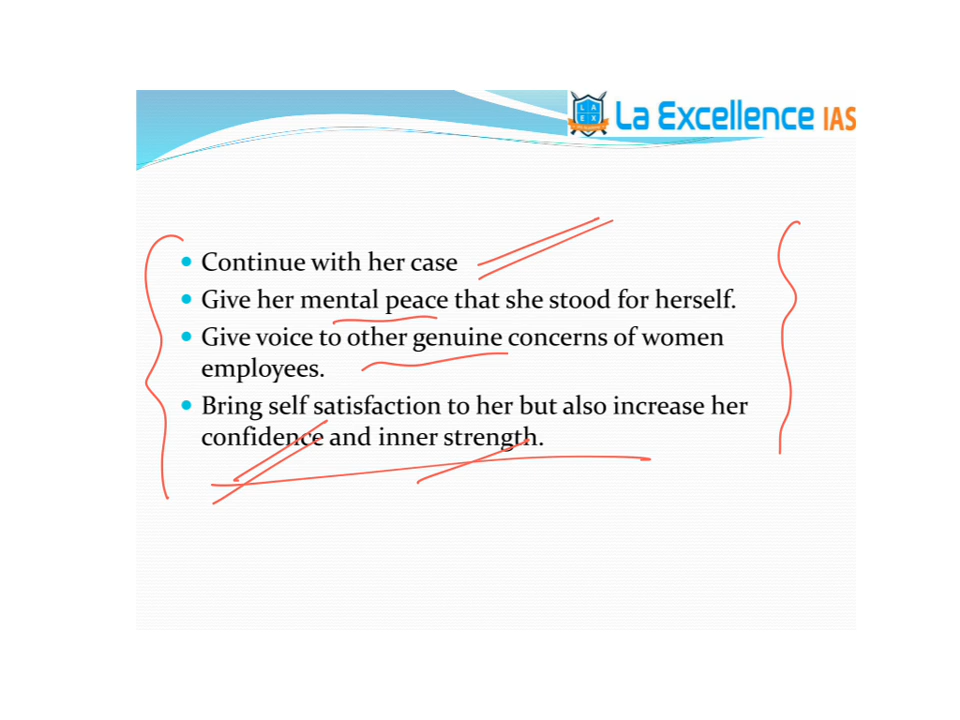 La Excellence IAS
L A
E X
• Continue with her case
• Give her mental peace that she stood for herself.
• Give voice to other genuine concerns of women
employees.
• Bring self satisfaction to her but also increase her
confidence and inner strength.